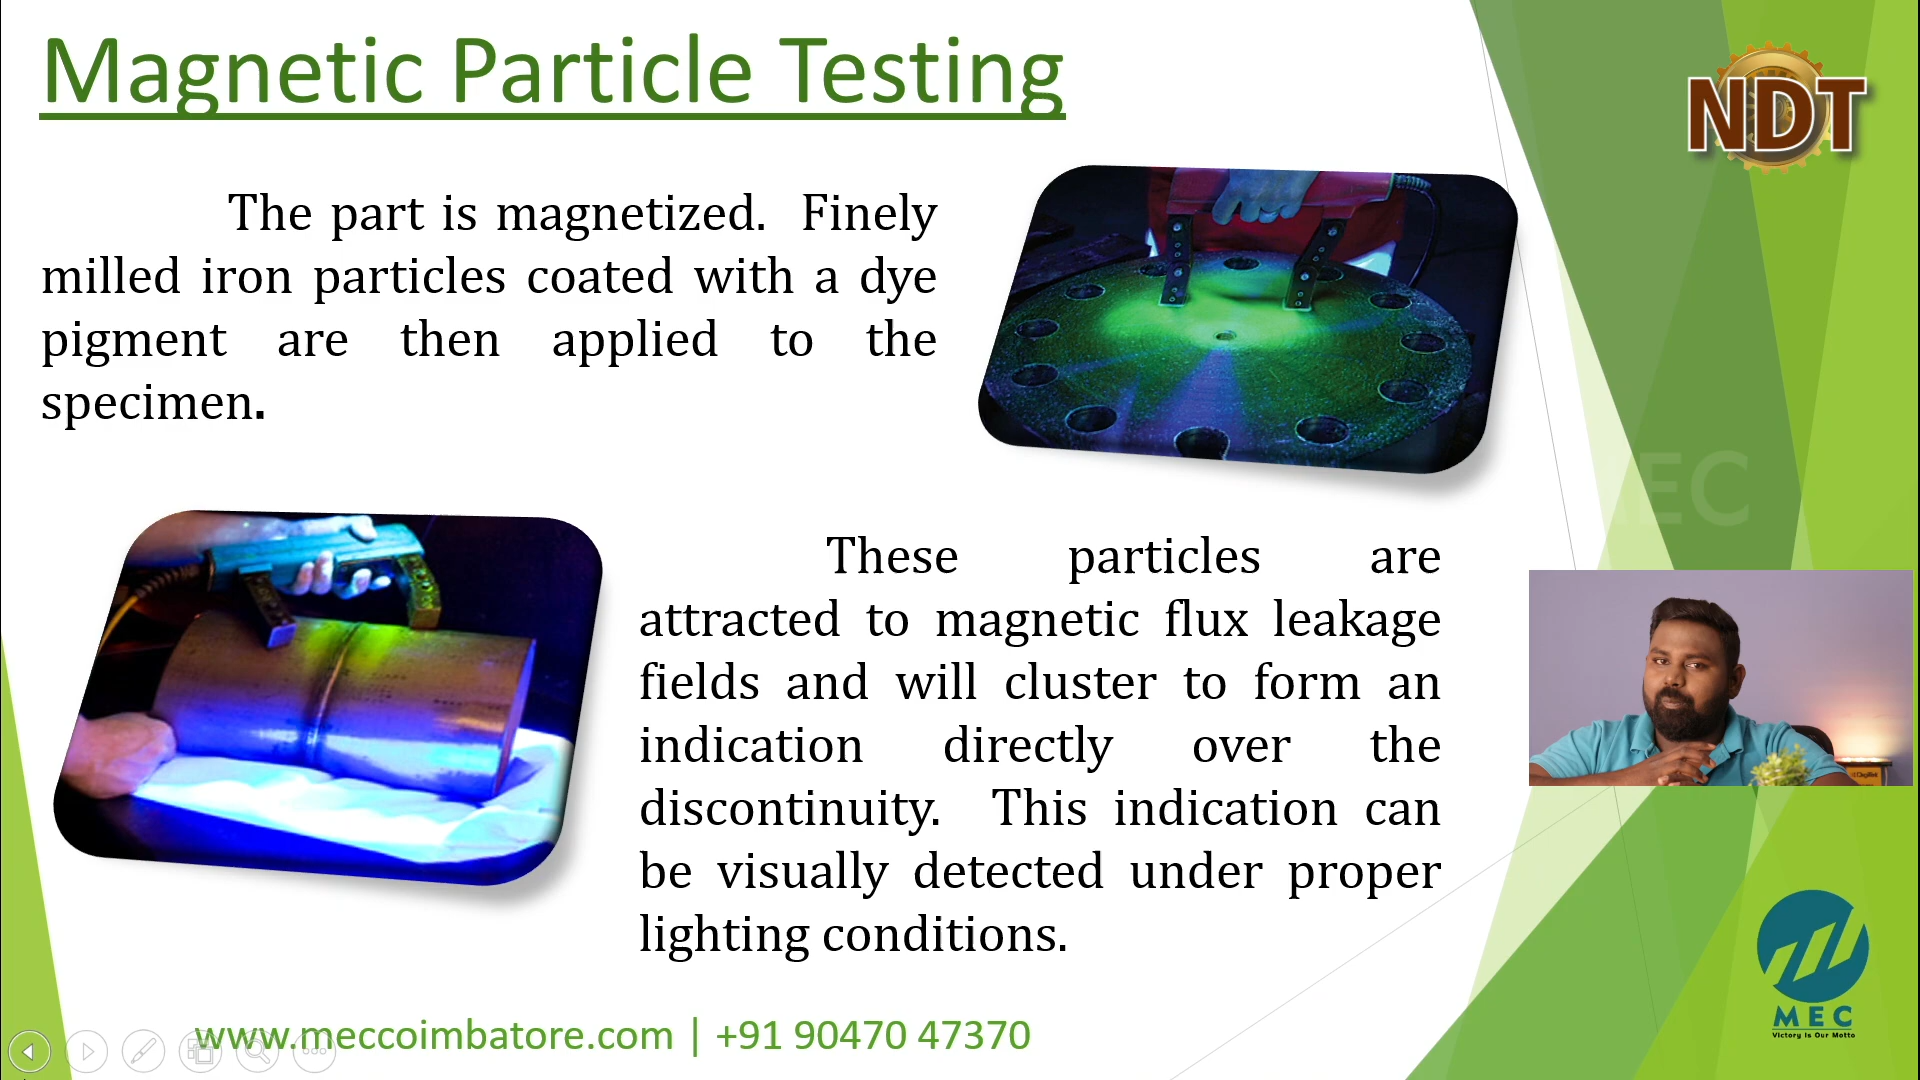 Magnetic Particle Testing
NDT
The part is magnetized. Finely
milled iron particles coated with a dye
pigment are then applied to the
specimen.
These particles are
attracted to magnetic flux leakage
fields and will cluster to form an
indication directly over the
discontinuity. This indication can
be visually detected under proper
lighting conditions.
MEC
Victory Is Our Motto
www.meccoimbatore.com | +91 90470 47370